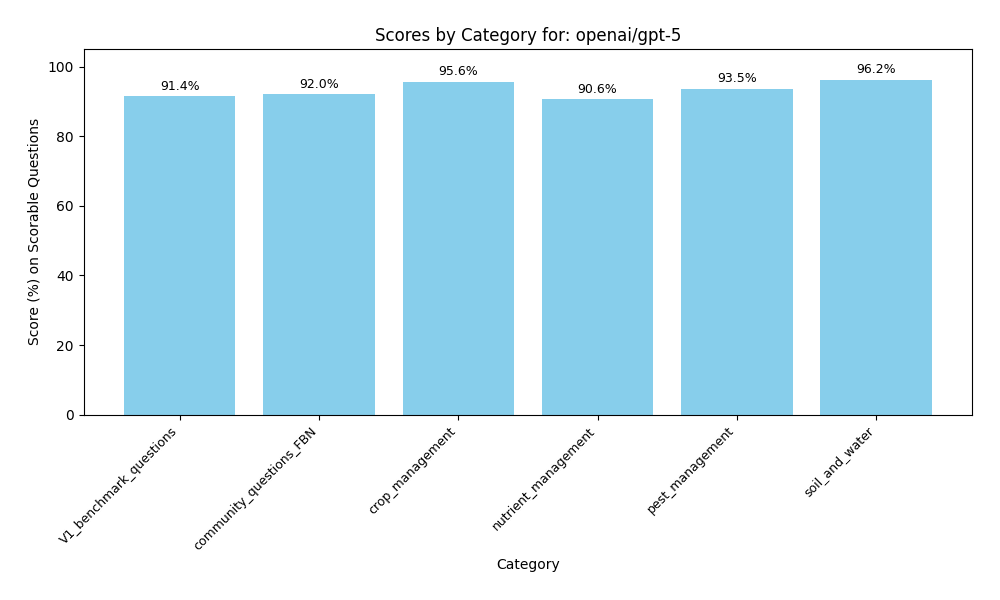 Scores by Category for: openai/gpt-5
Score (%) on Scorable Questions
100
80
60
40
20
0
91.4%
92.0%
95.6%
90.6%
93.5%
96.2%
V1_benchmark_questions
community_questions_FBN
crop_management
nutrient_management
pest_management
soil_and_water
Category